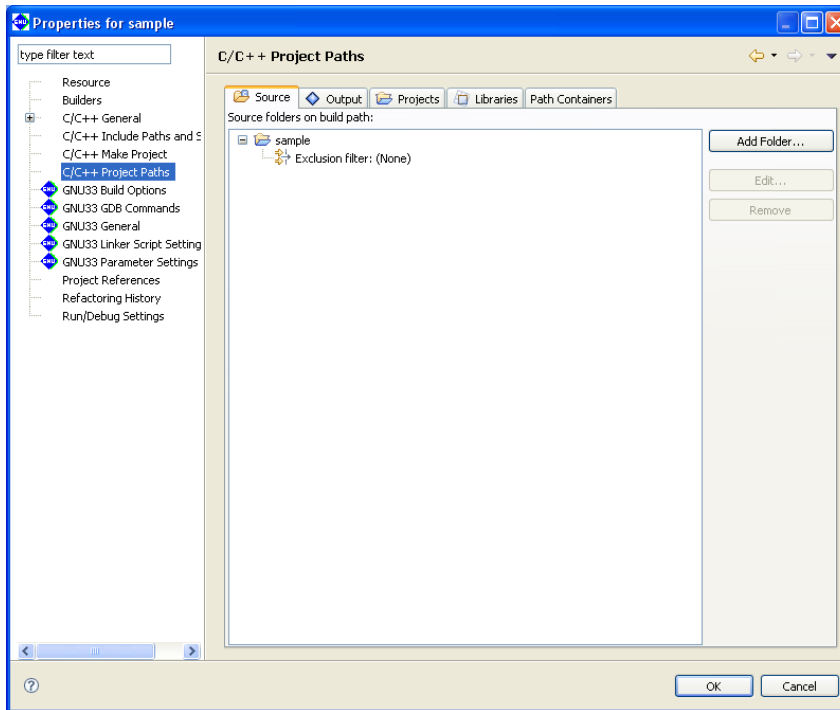 Properties for sample
type filter text
C/C++ Project Paths
Resource
Builders
C/C++ General
C/C++ Include Paths and S
C/C++ Make Project
C/C++ Project Paths
GNU33 Build Options
GNU33 GDB Commands
GNU33 General
GNU33 Linker Script Setting
GNU33 Parameter Settings
Project References
Refactoring History
Run/Debug Settings
Source
Output
Projects
Libraries
Path Containers
Source folders on build path:
sample
Exclusion filter: (None)
Add Folder...
Edit...
Remove
OK
Cancel